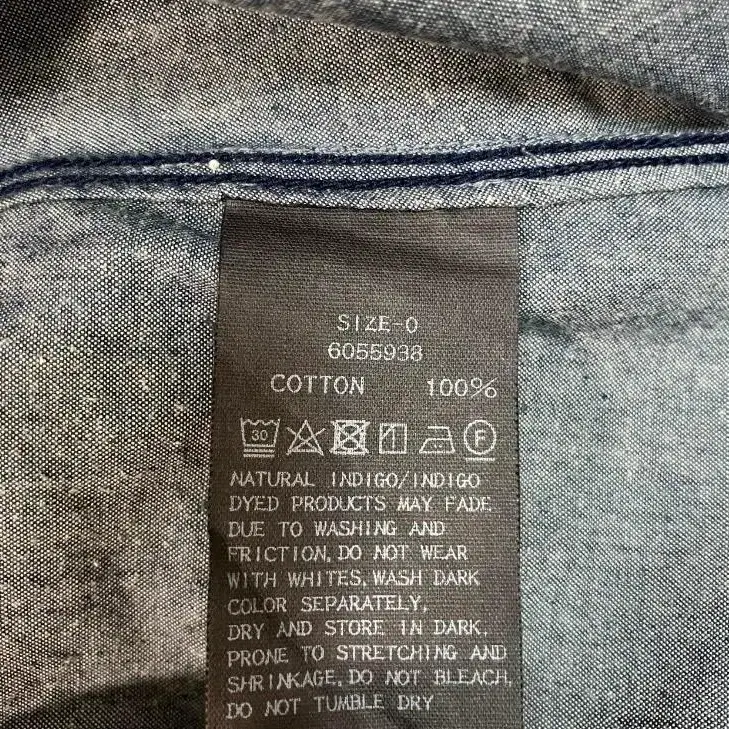 SIZE-0
6055938
COTTON 100%
30 F
NATURAL INDIGO/INDIGO
DYED PRODUCTS MAY FADE
DUE TO WASHING AND
FRICTION, DO NOT WEAR
WITH WHITES, WASH DARK
COLOR SEPARATELY,
DRY AND STORE IN DARK,
PRONE TO STRETCHING AND
SHRINKAGE, DO NOT BLEACH,
DO NOT TUMBLE DRY